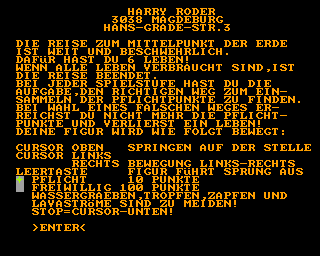 HARRY RODER
3038 MAGDEBURG
HANS-GRADE-STR.3
DIE REISE ZUM MITTELPUNKT DER ERDE
IST WEIT UND BESCHWEHRLICH.
DAFüR HAST DU 6 LEBEN!
WENN ALLE LEBEN VERBRAUCHT SIND,IST
DIE REISE BEENDET.
BEI JEDER SPIELSTUFE HAST DU DIE
AUFGABE,DEN RICHTIGEN WEG ZUM EIN-
SAMMELN DER PFLICHTPUNKTE ZU FINDEN.
BEI WAHL EINES FALSCHEN WEGES ER-
REICHST DU NICHT MEHR DIE PFLICHT-
PUNKTE UND VERLIERST EIN LEBEN!
DEINE FIGUR WIRD WIE FOLGT BEWEGT:
CURSOR OBEN SPRINGEN AUF DER STELLE
CURSOR LINKS
RECHTS BEWEGUNG LINKS-RECHTS
LEERTASTE FIGUR FüHRT SPRUNG AUS
PFLICHT 10 PUNKTE
FREIWILLIG 100 PUNKTE
WASSERGRAEBEN,TROPFEN,ZAPFEN UND
LAVASTRöME SIND ZU MEIDEN!
STOP=CURSOR-UNTEN!
>ENTER<